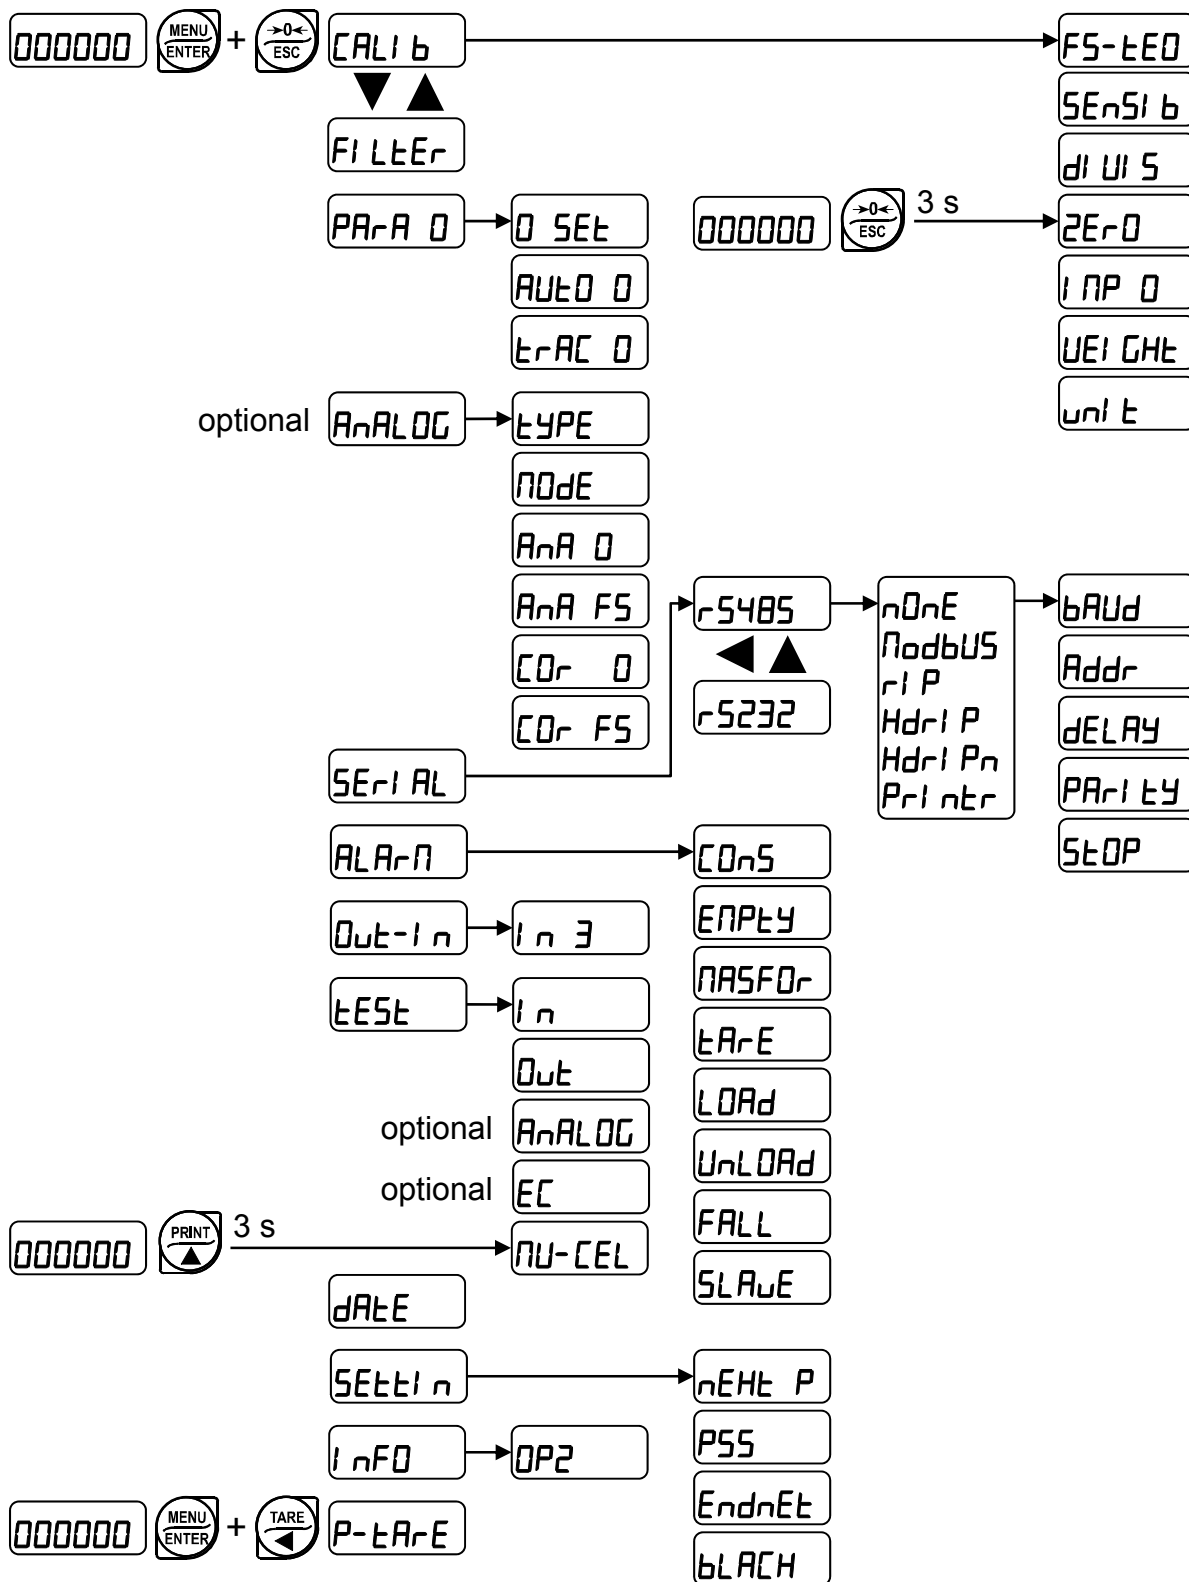 000000 MENU ENTER + →0← ESC CALIb FS-tEO
SEnSIb
FILtEr
dIVIS
PArA 0 0 SEt 000000 →0← ESC 3 s ZErO
AUtO 0 INP 0
trAC 0 UEIGHt
optional AnALOG tYPE unIt
MOdE
AnA 0
AnA FS rS485 nOnE bAUd
ModbUS
COr 0 rIP Addr
COr FS rS232 HdrIP dELAY
SErIAL HdrIPn PArItY
PrIntr
ALArM COnS StOP
EMPtY
Out-In In 3 MASFOr
tESt In tArE
Out LOAd
optional AnALOG UnLOAd
optional EC FALL
000000 PRINT 3 s MU-CEL SLAvE
dAtE
SEttIn nEHt P
InFO OP2 PSS
000000 MENU ENTER + TARE P-tArE EndnEt
bLACH